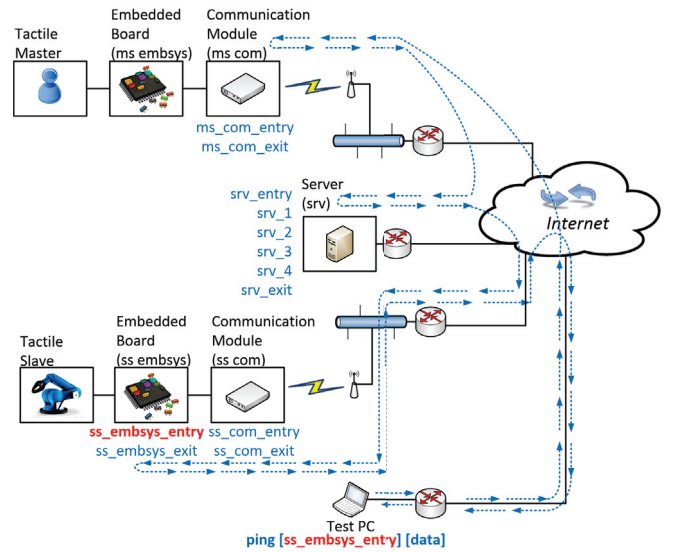 Tactile
Master
Embedded
Board
(ms embsys)
Communication
Module
(ms com)
ms_com_entry
ms_com_exit
srv_entry
srv_1
srv_2
srv_3
srv_4
srv_exit
Server
(srv)
Internet
Tactile
Slave
Embedded
Board
(ss embsys)
Communication
Module
(ss com)
ss_embsys_entry ss_com_entry
ss_embsys_exit ss_com_exit
Test PC
ping [ss_embsys_entry] [data]